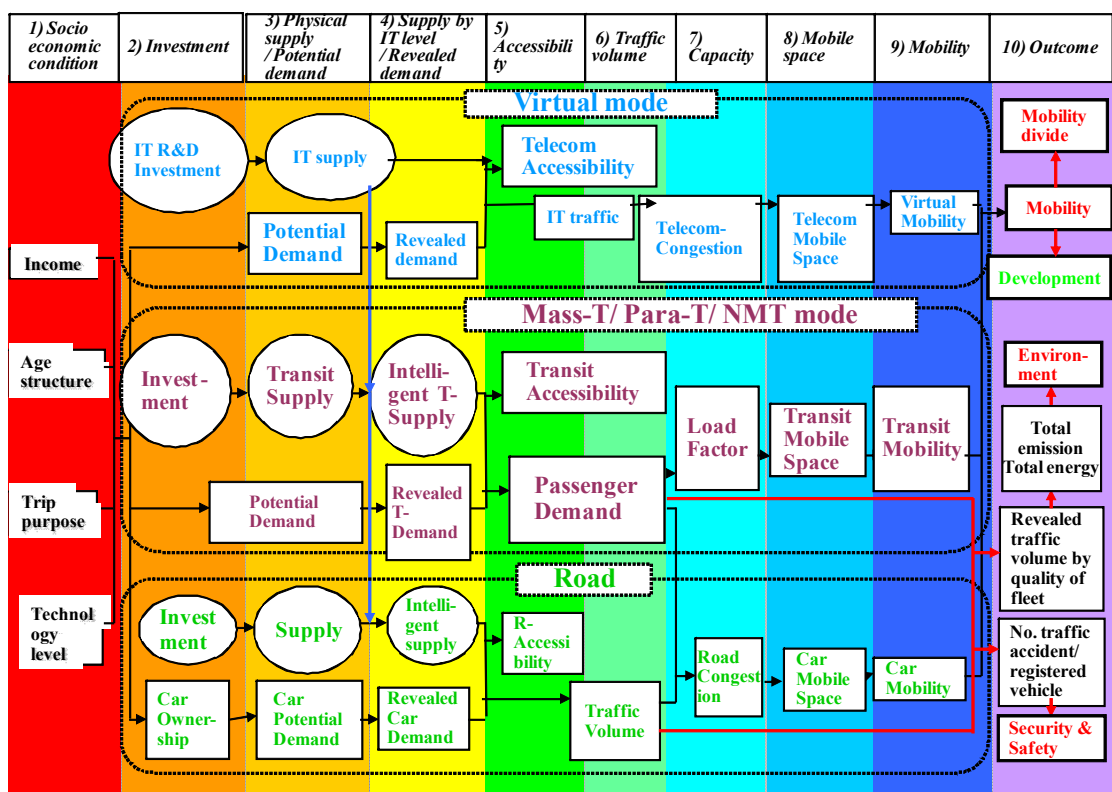 1) Socio
economic
condition
2) Investment
3) Physical
supply
/Potential
demand
4) Supply by
IT level
/Revealed
demand
5)
Accessibili
ty
6) Traffic
volume
7)
Capacity
8) Mobile
space
9) Mobility
10) Outcome
Virtual mode
IT R&D
Investment
IT supply
Telecom
Accessibility
Potential
Demand
Revealed
demand
IT traffic
Telecom-
Congestion
Telecom
Mobile
Space
Virtual
Mobility
Mobility
divide
Mobility
Development
Income
Age
structure
Trip
purpose
Technol
ogy
level
Mass-T/ Para-T/ NMT mode
Invest-
ment
Transit
Supply
Intelli-
gent T-
Supply
Transit
Accessibility
Potential
Demand
Revealed
T-
Demand
Passenger
Demand
Load
Factor
Transit
Mobile
Space
Transit
Mobility
Environ-
ment
Total
emission
Total energy
Revealed
traffic
volume by
quality of
fleet
Road
Invest
ment
Supply
Intelli-
gent
supply
R-
Accessi
bility
Car
Owner-
ship
Car
Potential
Demand
Revealed
Car
Demand
Traffic
Volume
Road
Congest
ion
Car
Mobile
Space
Car
Mobility
No. traffic
accident/
registered
vehicle
Security &
Safety